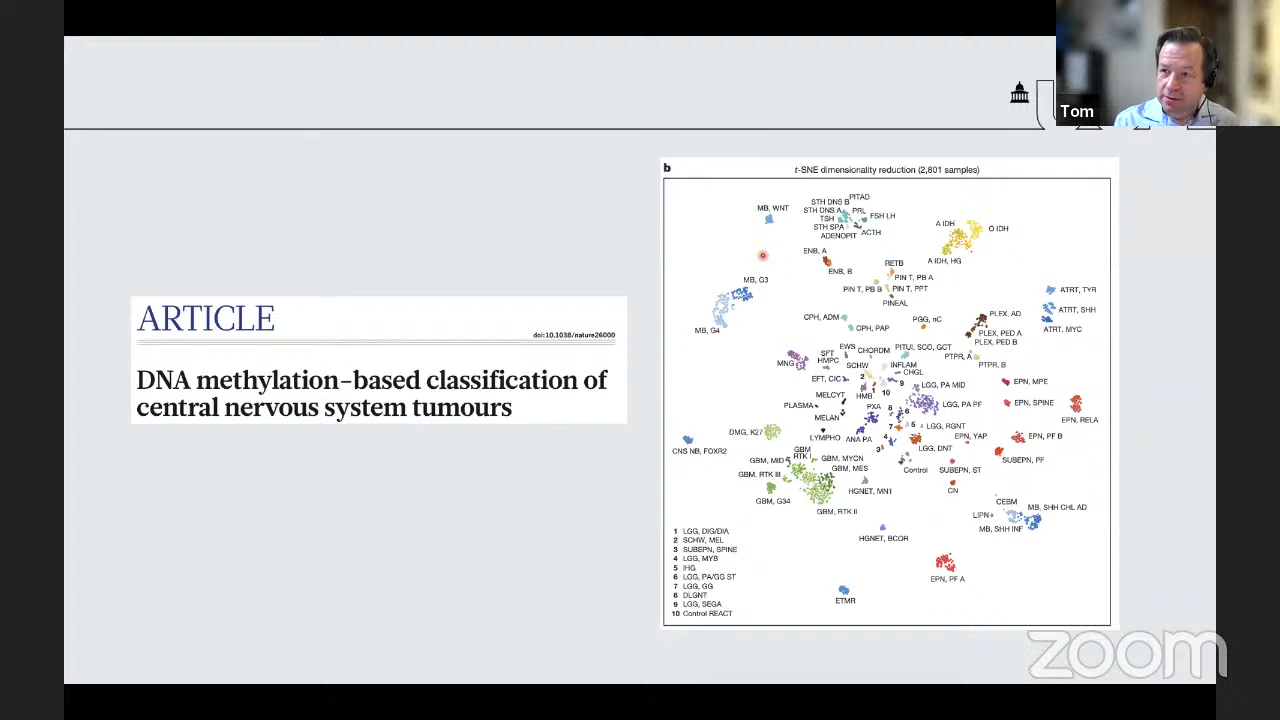 Tom
ARTICLE
doi:10.1038/nature26000
DNA methylation-based classification of
central nervous system tumours
b
t-SNE dimensionality reduction (2,801 samples)
MB, WNT
STH DNS B
PITAD
STH DNS A
PRL
TSH
FSH LH
STH SPA
ACTH
ADENOPIT
A IDH
O IDH
A IDH, HG
ENB, A
ENB, B
RETB
PIN T, PB A
PIN T, PB B
PIN T, PPT
PINEAL
MB, G3
MB, G4
ATRT, TYR
ATRT, SHH
ATRT, MYC
CPH, ADM
CPH, PAP
PGG, nC
PLEX, AD
PLEX, PED A
PLEX, PED B
MNG
SFT
HMPC
EWS
CHORDM
PITUI, SCO, GCT
PTPR, A
PTPR, B
SCHW
INFLAM
CHGL
EFT, CIC
2
1
9
10
HMB
LGG, PA MID
EPN, MPE
MELCYT
PLASMA
MELAN
PXA
8
6
LGG, PA PF
EPN, SPINE
EPN, RELA
DMG, K27
LYMPHO
ANA PA
7
5
4
3
LGG, RGNT
EPN, YAP
EPN, PF B
CNS NB, FOXR2
GBM
RTK I
GBM, MID
GBM, MYCN
LGG, DNT
SUBEPN, PF
GBM, RTK III
GBM, MES
Control
SUBEPN, ST
GBM, G34
HGNET, MN1
CN
GBM, RTK II
CEBM
LIPN
MB, SHH CHL AD
MB, SHH INF
HGNET, BCOR
EPN, PF A
ETMR
1 LGG, DIG/DIA
2 SCHW, MEL
3 SUBEPN, SPINE
4 LGG, MYB
5 IHG
6 LGG, PA/GG ST
7 LGG, GG
8 DLGNT
9 LGG, SEGA
10 Control REACT
zoom